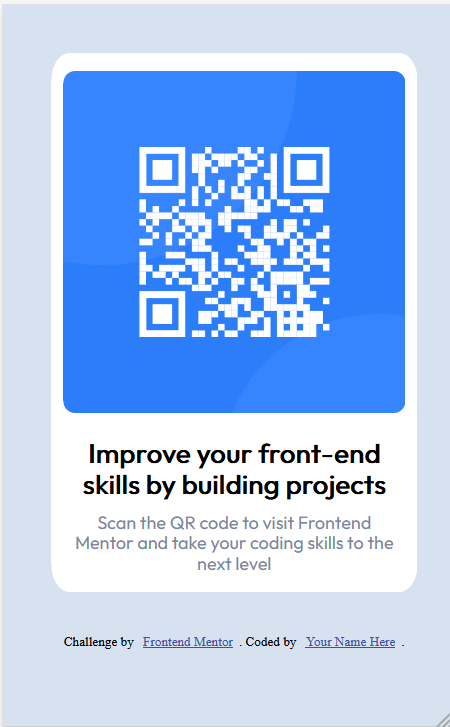 Improve your front-end
skills by building projects
Scan the QR code to visit Frontend
Mentor and take your coding skills to the
next level
Challenge by Frontend Mentor . Coded by Your Name Here .